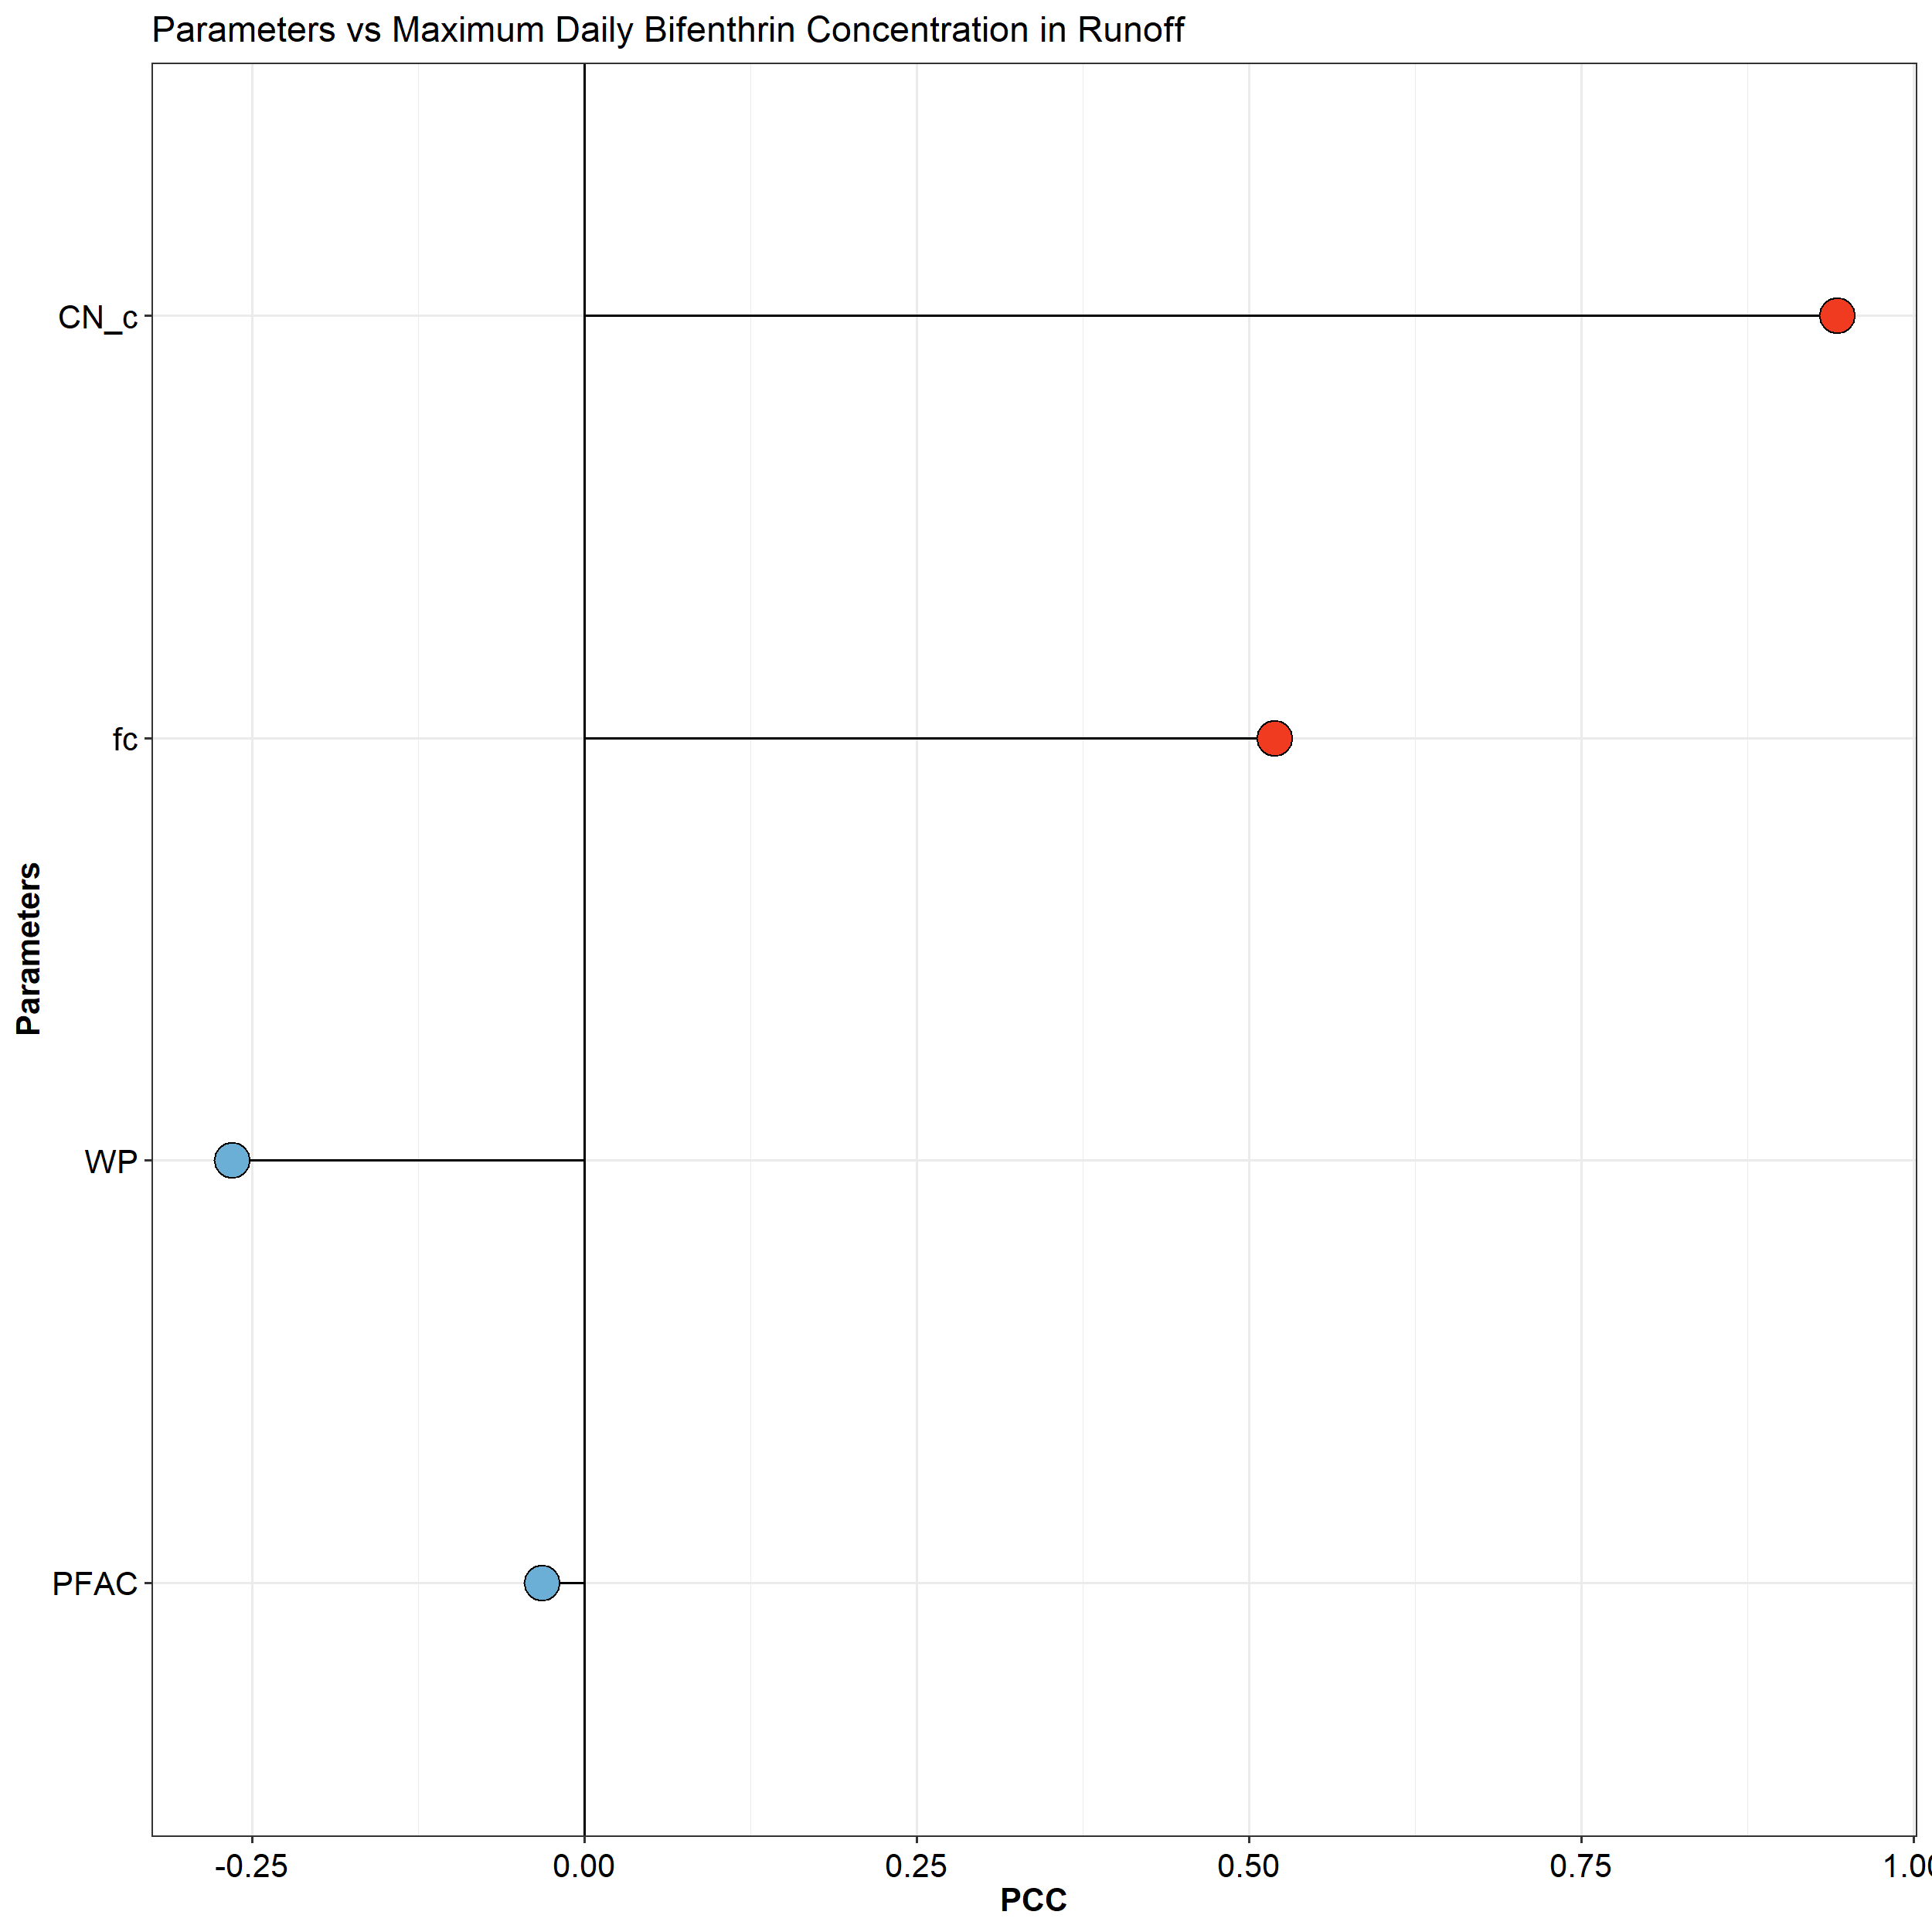 Parameters vs Maximum Daily Bifenthrin Concentration in Runoff
CN_c
fc
WP
PFAC
Parameters
-0.25 0.00 0.25 0.50 0.75 1.00
PCC